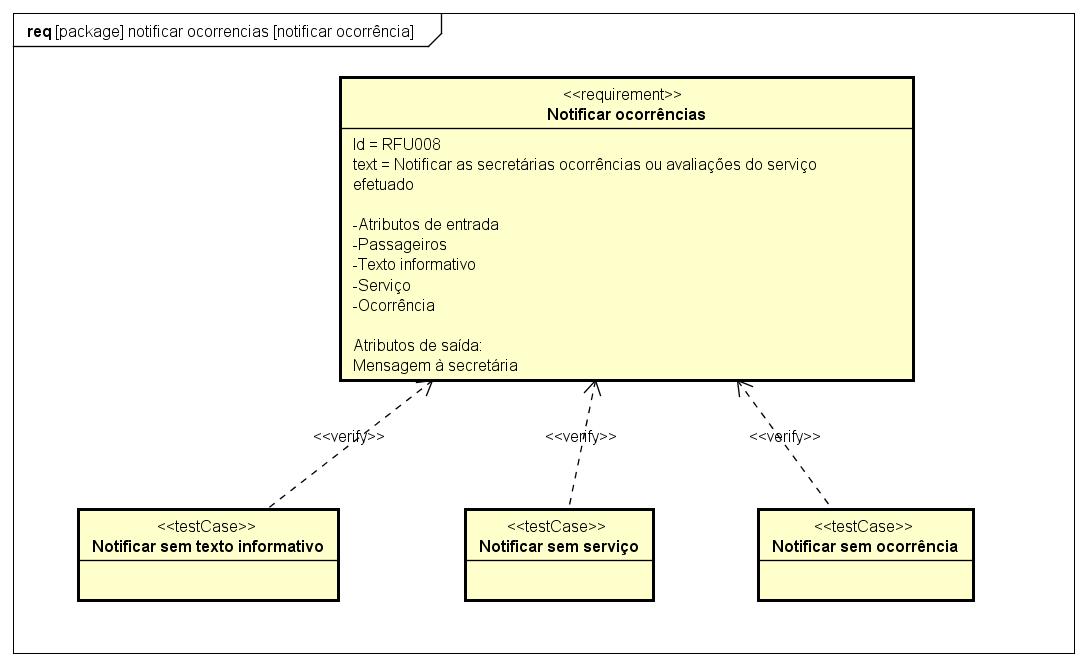 req [package] notificar ocorrencias [notificar ocorrência]
<<requirement>>
Notificar ocorrências
Id = RFU008
text = Notificar as secretárias ocorrências ou avaliações do serviço
efetuado
-Atributos de entrada
-Passageiros
-Texto informativo
-Serviço
-Ocorrência
Atributos de saída:
Mensagem à secretária
<<verify>> <<verify>> <<verify>>
<<testCase>>
Notificar sem texto informativo
<<testCase>>
Notificar sem serviço
<<testCase>>
Notificar sem ocorrência